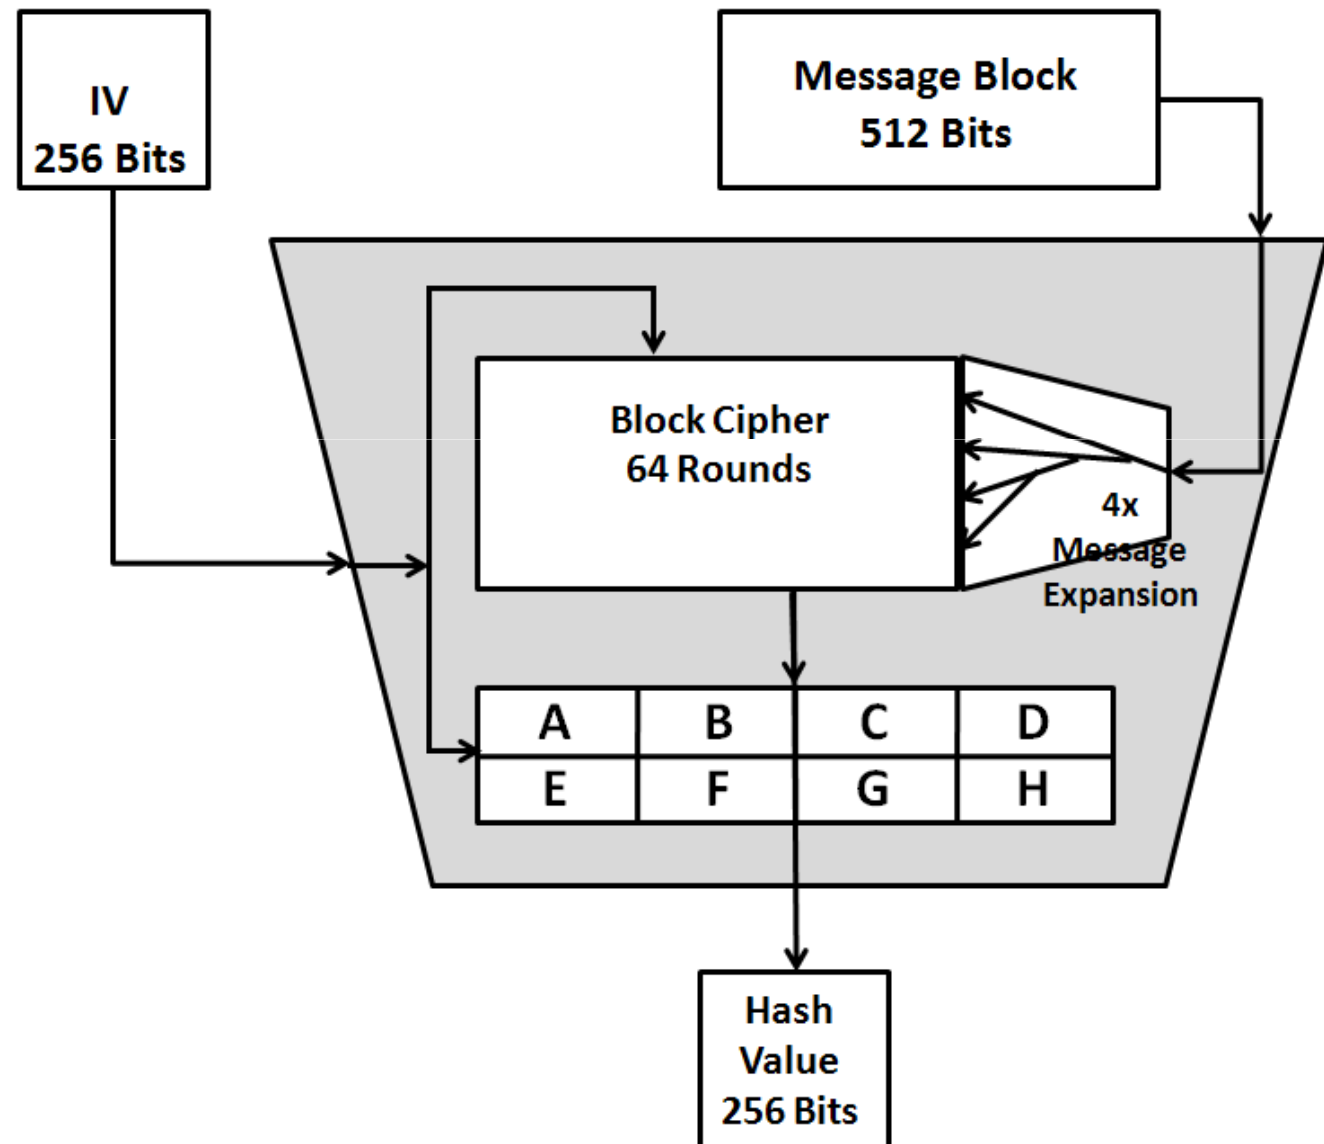 IV
256 Bits
Message Block
512 Bits
Block Cipher
64 Rounds
4x
Message
Expansion
A B C D
E F G H
Hash
Value
256 Bits